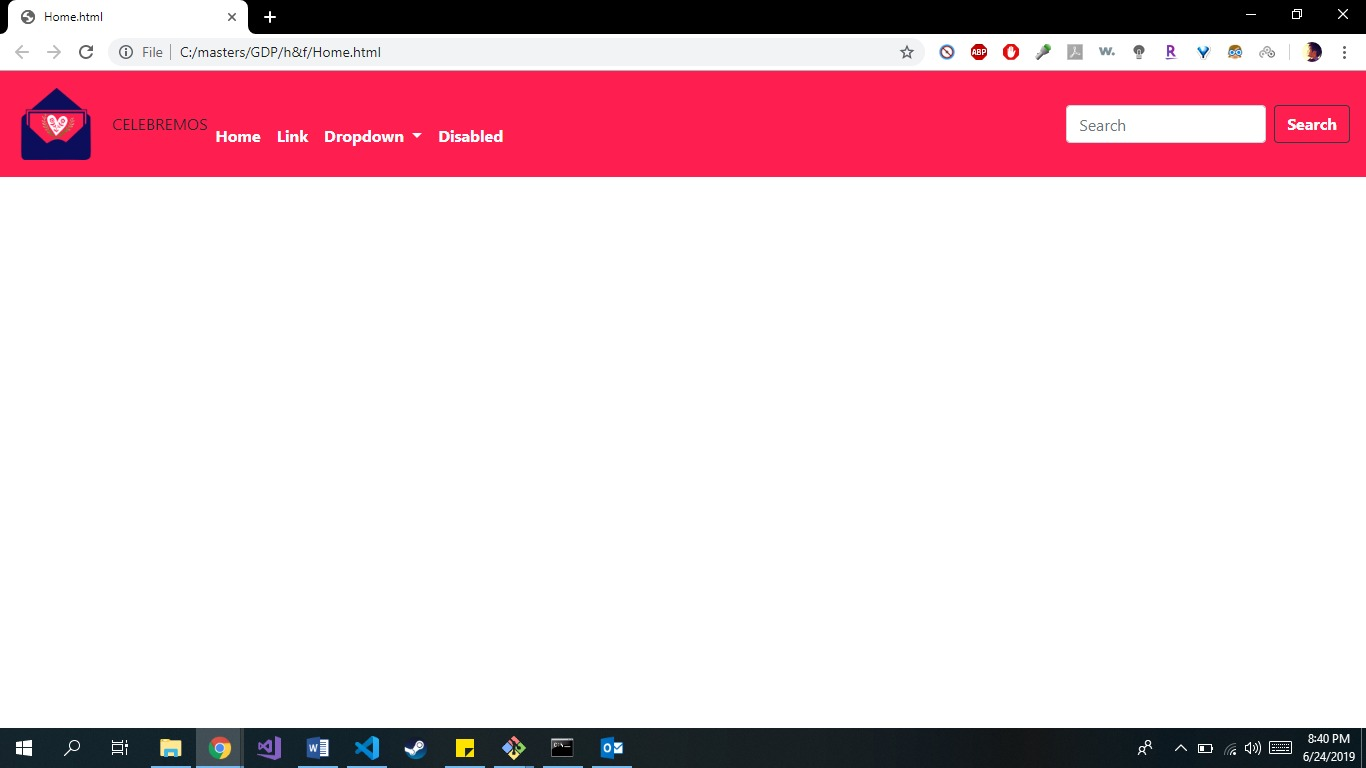 Home.html
File
C:/masters/GDP/h&f/Home.html
ABP
w.
R
CELEBREMOS
Home
Link
Dropdown
Disabled
Search
Search
8:40 PM
6/24/2019